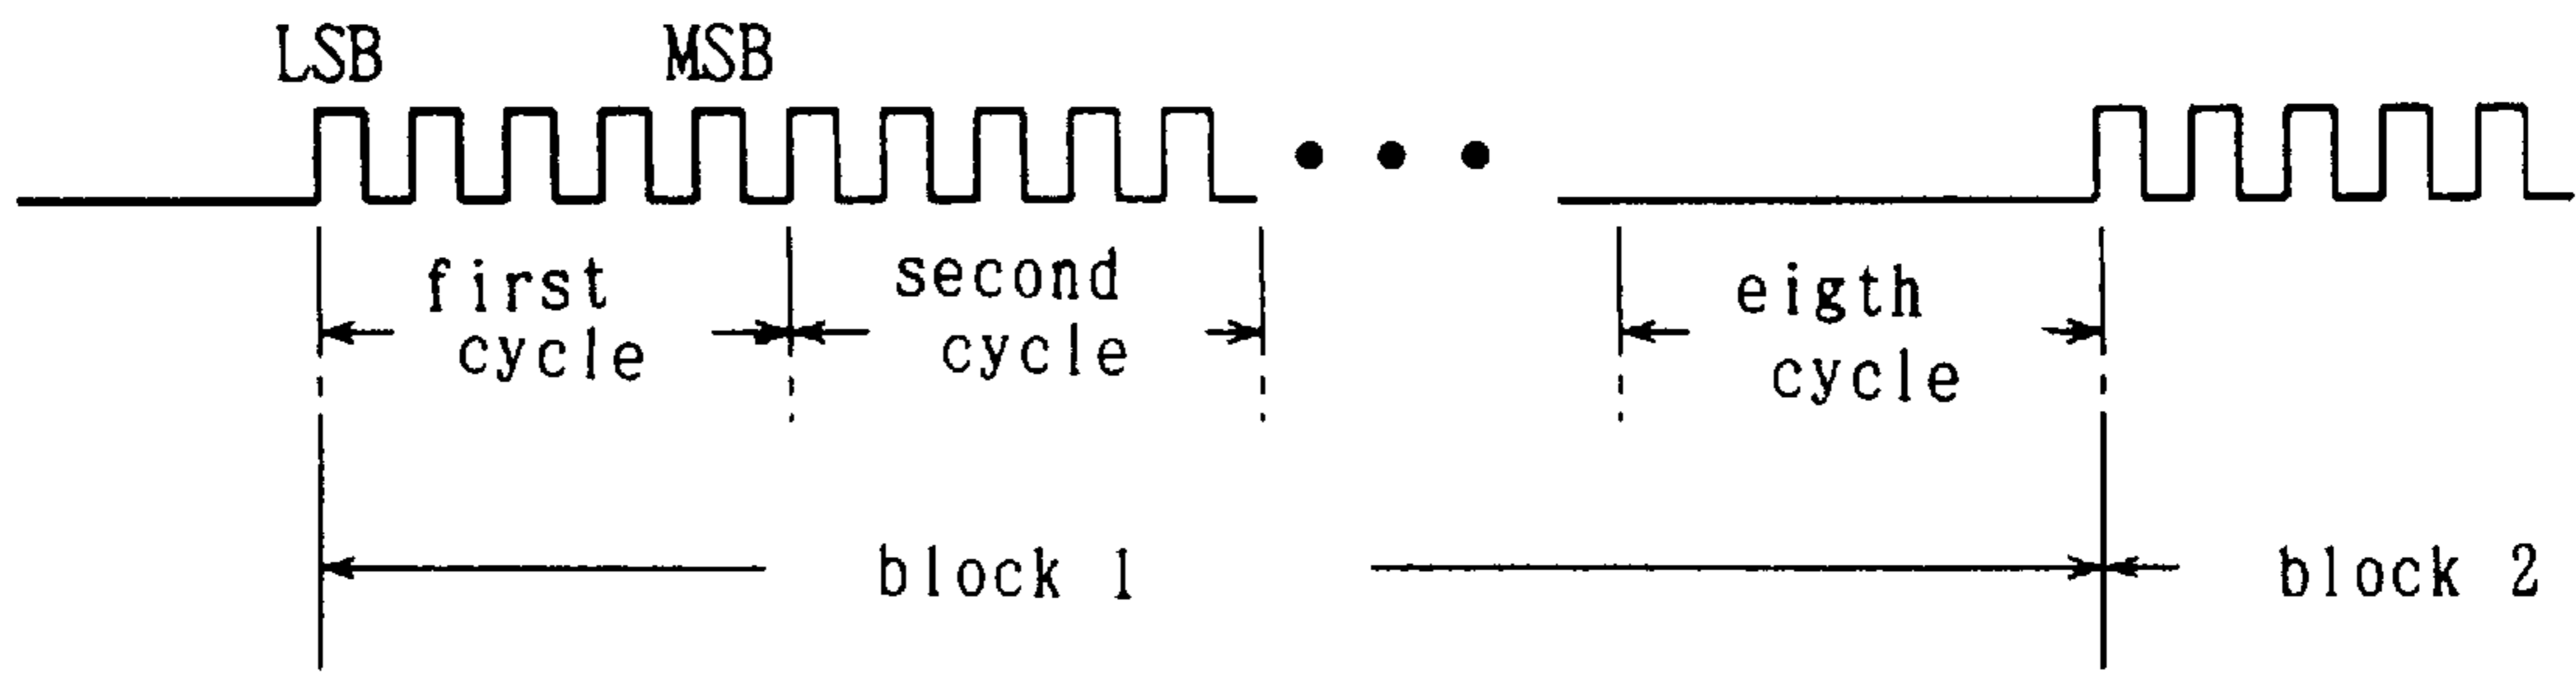 LSB MSB
first
cycle
second
cycle
eigth
cycle
block 1
block 2